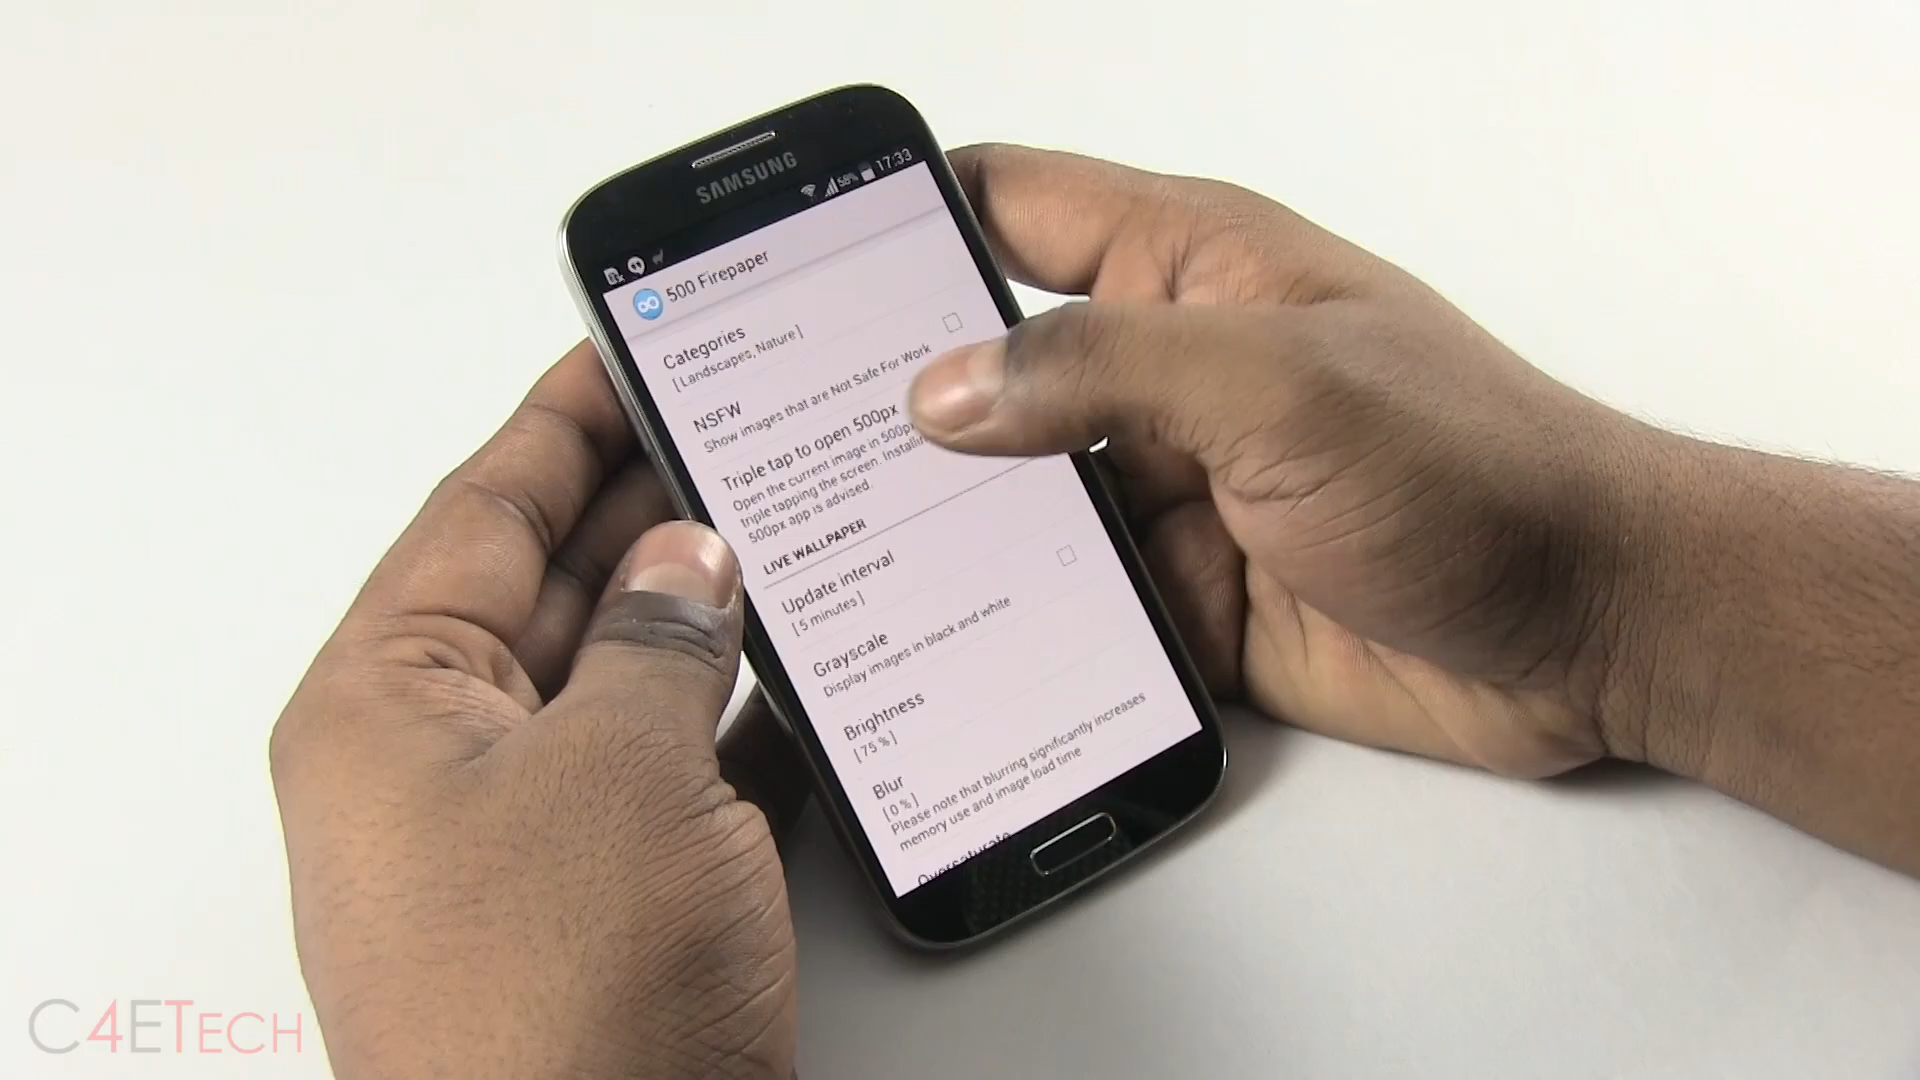 SAMSUNG
58% 17:33
500 Firepaper
Categories
[ Landscapes, Nature ]
NSFW
Show images that are Not Safe For Work
Triple tap to open 500px
Open the current image in 500px
triple tapping the screen. Installing
500px app is advised.
LIVE WALLPAPER
Update interval
[ 5 minutes ]
Grayscale
Display images in black and white
Brightness
[ 75 % ]
Blur
[ 0 % ]
Please note that blurring significantly increases
memory use and image load time
Oversaturate
C4ETECH